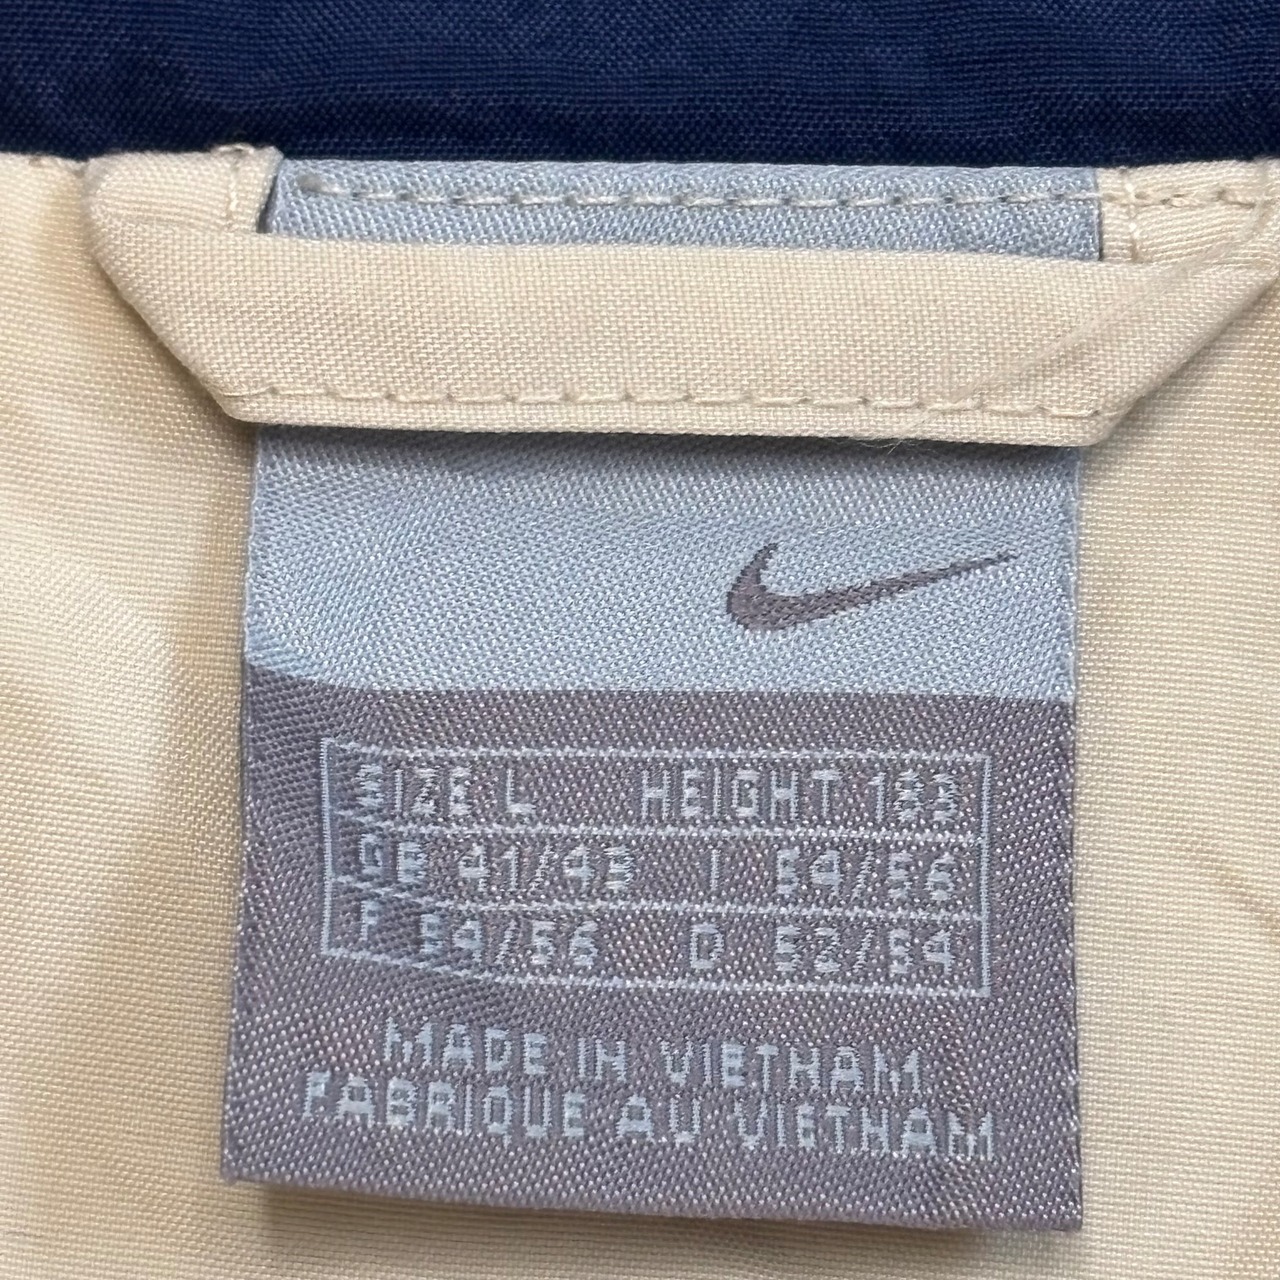 SIZE L HEIGHT 183
GB 41/43 I 54/56
F 54/56 D 52/54
MADE IN VIETNAM
FABRIQUE AU VIETNAM